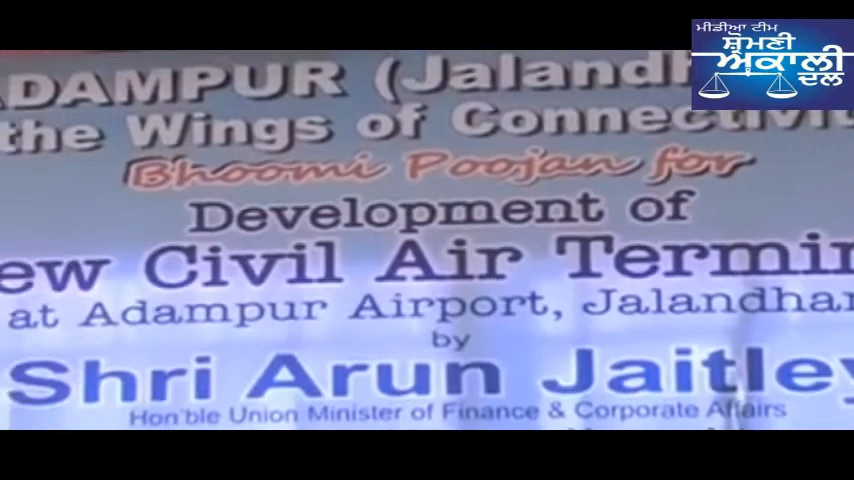 ਮੀਡੀਆ ਟੀਮ
ਸ਼੍ਰੋਮਣੀ
ਅਕਾਲੀ
ਦਲ
ADAMPUR (Jalandh
the Wings of Connectivit
Bhoomi Poojan for
Development of
ew Civil Air Termin
at Adampur Airport, Jalandhar
by
Shri Arun Jaitley
Hon'ble Union Minister of Finance & Corporate Affairs